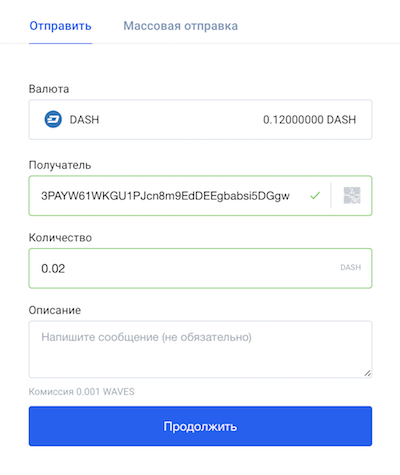 Отправить Массовая отправка
Валюта
DASH 0.12000000 DASH
Получатель
3PAYW61WKGU1PJcn8m9EdDEEgbabsi5DGgw
Количество
0.02 DASH
Описание
Напишите сообщение (не обязательно)
Комиссия 0.001 WAVES
Продолжить